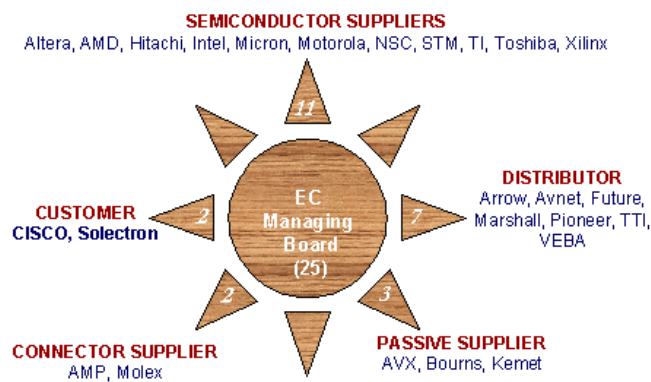 SEMICONDUCTOR SUPPLIERS
Altera, AMD, Hitachi, Intel, Micron, Motorola, NSC, STM, TI, Toshiba, Xilinx
11
DISTRIBUTOR
Arrow, Avnet, Future,
Marshall, Pioneer, TTI,
VEBA
7
CUSTOMER
CISCO, Solectron
2
EC
Managing
Board
(25)
2
3
CONNECTOR SUPPLIER
AMP, Molex
PASSIVE SUPPLIER
AVX, Bourns, Kemet